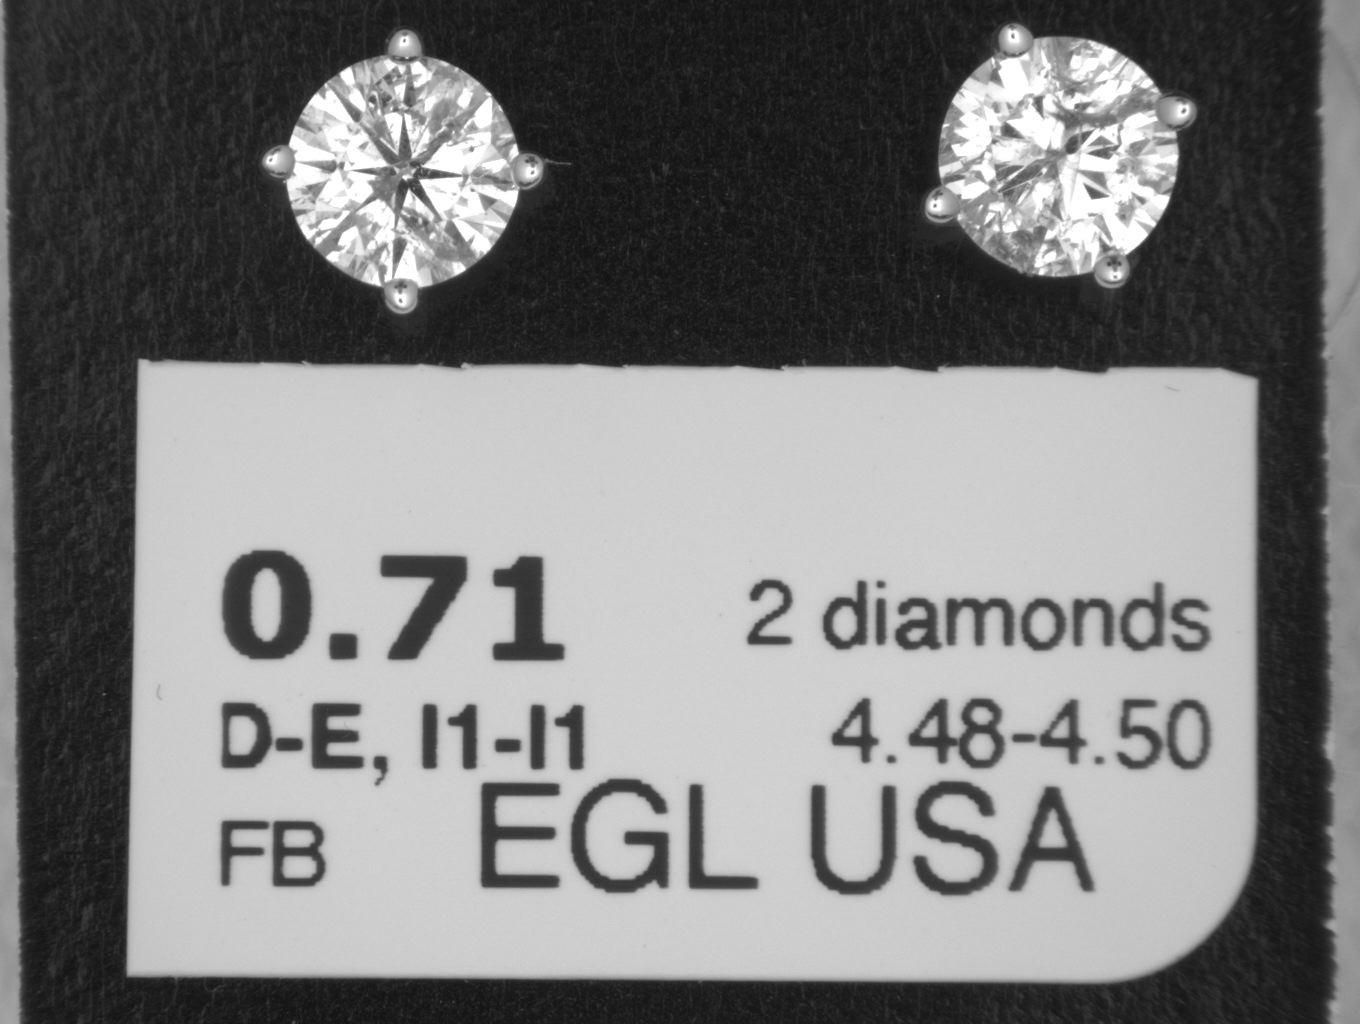 0.71 2 diamonds
D-E, I1-I1 4.48-4.50
FB EGL USA